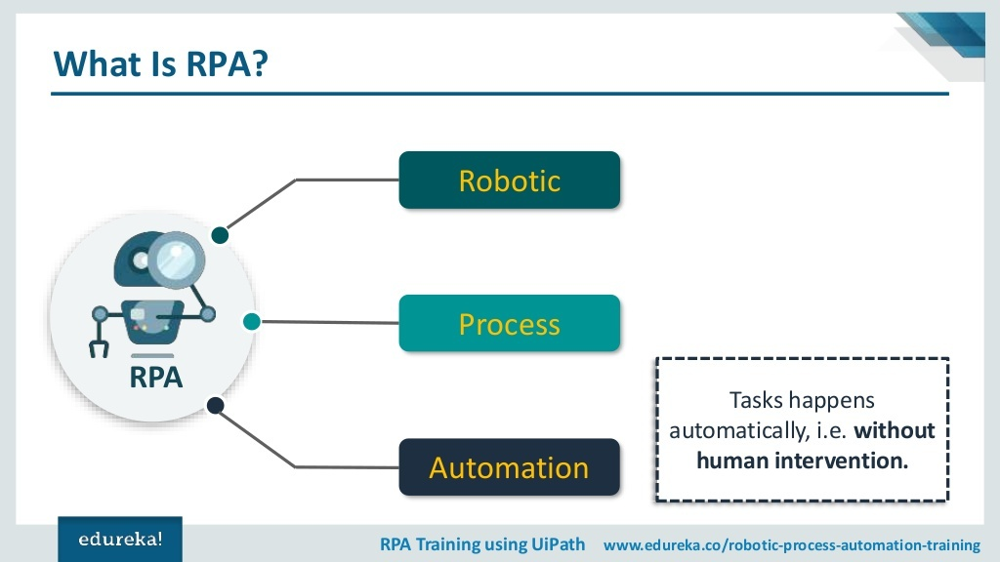 What Is RPA?
Robotic
RPA
Process
Automation
Tasks happens
automatically, i.e. without
human intervention.
edureka!
RPA Training using UiPath
www.edureka.co/robotic-process-automation-training